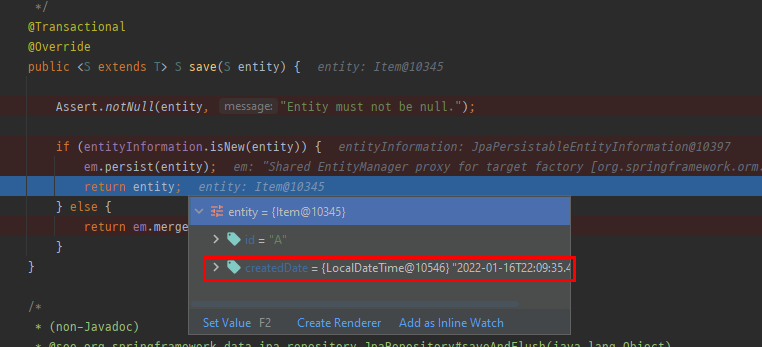 */
@Transactional
@Override
public <S extends T> S save(S entity) {   entity: Item@10345
Assert.notNull(entity, message: "Entity must not be null.");
if (entityInformation.isNew(entity)) {   entityInformation: JpaPersistableEntityInformation@10397
em.persist(entity);   em: "Shared EntityManager proxy for target factory [org.springframework.orm.
return entity;   entity: Item@10345
entity = {Item@10345}
} else {
id = "A"
return em.merge
}
createdDate = {LocalDateTime@10546} "2022-01-16T22:09:35.4
}
/*
Set Value F2   Create Renderer   Add as Inline Watch
* (non-Javadoc)
* @see org.springframework.data.jpa.repository.JpaRepository#saveAndFlush(java.lang.Object)